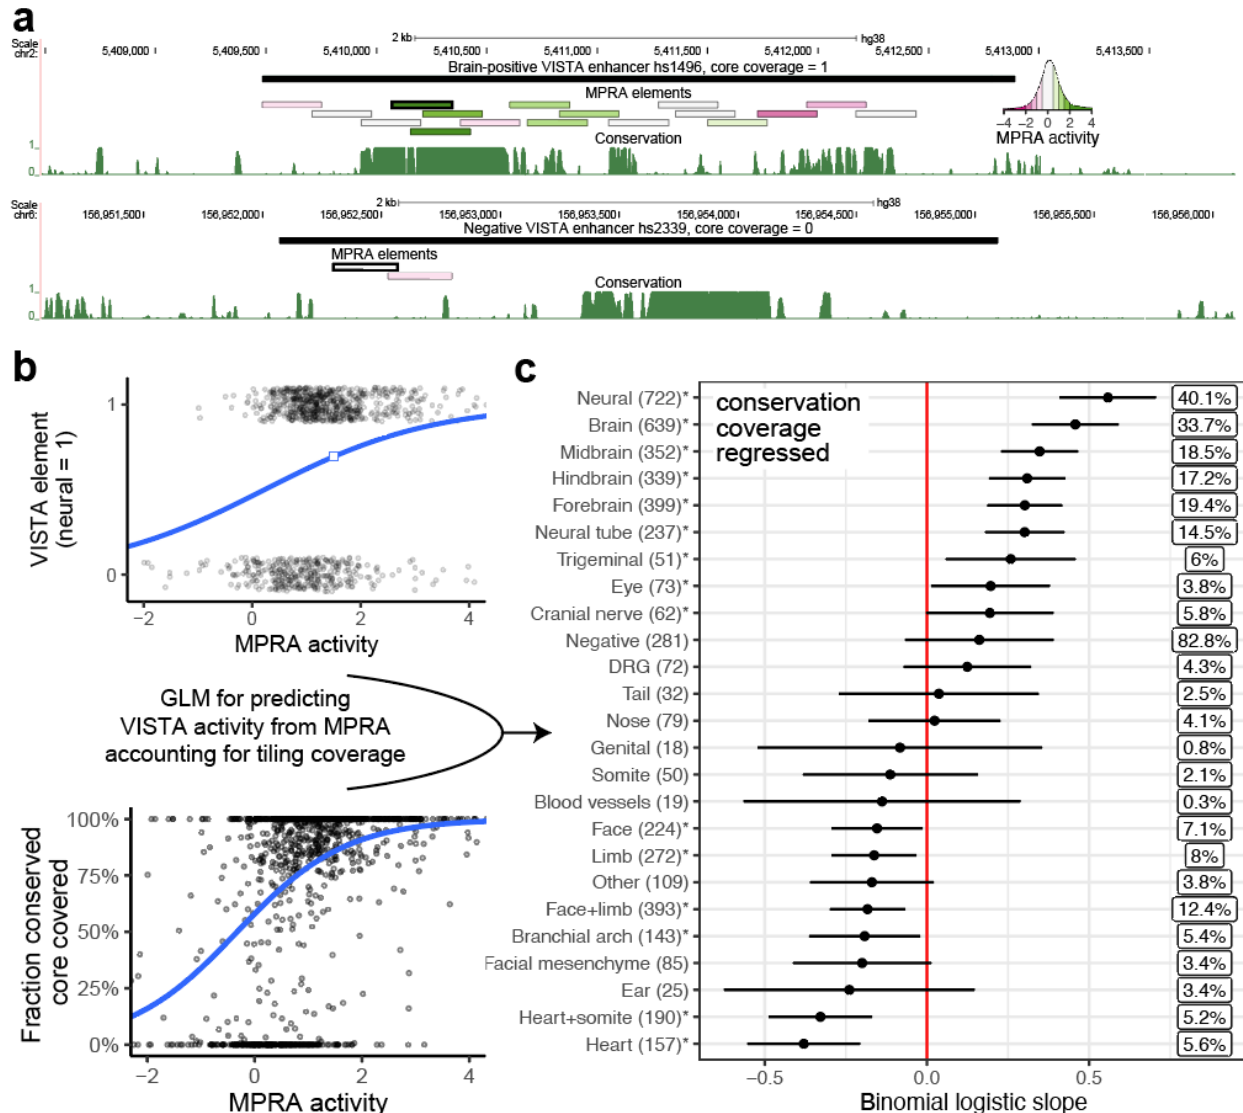 a
Scale
chr2:
2 kb
hg38
5,409,000
5,409,500
5,410,000
5,410,500
5,411,000
5,411,500
5,412,000
5,412,500
5,413,000
5,413,500
Brain-positive VISTA enhancer hs1496, core coverage = 1
MPRA elements
Conservation
1
0
-4 -2 0 2 4
MPRA activity
Scale
chr6:
2 kb
hg38
156,951,500
156,952,000
156,952,500
156,953,000
156,953,500
156,954,000
156,954,500
156,955,000
156,955,500
156,956,000
Negative VISTA enhancer hs2339, core coverage = 0
MPRA elements
Conservation
1
0
b
VISTA element
(neural = 1)
1
0
−2 0 2 4
MPRA activity
GLM for predicting
VISTA activity from MPRA
accounting for tiling coverage
Fraction conserved
core covered
100%
75%
50%
25%
0%
−2 0 2 4
MPRA activity
c
conservation
coverage
regressed
Neural (722)* 40.1%
Brain (639)* 33.7%
Midbrain (352)* 18.5%
Hindbrain (339)* 17.2%
Forebrain (399)* 19.4%
Neural tube (237)* 14.5%
Trigeminal (51)* 6%
Eye (73)* 3.8%
Cranial nerve (62)* 5.8%
Negative (281) 82.8%
DRG (72) 4.3%
Tail (32) 2.5%
Nose (79) 4.1%
Genital (18) 0.8%
Somite (50) 2.1%
Blood vessels (19) 0.3%
Face (224)* 7.1%
Limb (272)* 8%
Other (109) 3.8%
Face+limb (393)* 12.4%
Branchial arch (143)* 5.4%
Facial mesenchyme (85) 3.4%
Ear (25) 3.4%
Heart+somite (190)* 5.2%
Heart (157)* 5.6%
−0.5 0.0 0.5
Binomial logistic slope